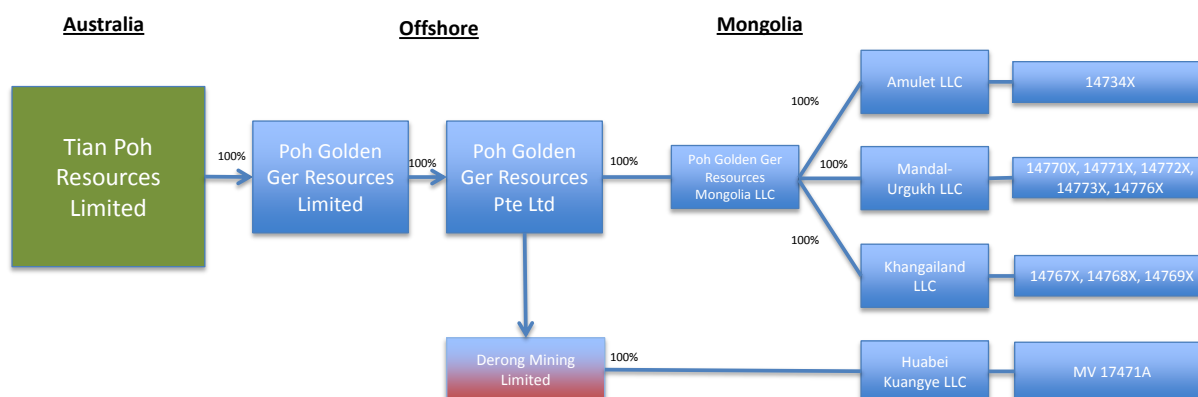 Australia
Offshore
Mongolia
Tian Poh
Resources
Limited
100%
Poh Golden
Ger Resources
Limited
100%
Poh Golden
Ger Resources
Pte Ltd
100%
Poh Golden Ger
Resources
Mongolia LLC
100%
Amulet LLC
14734X
100%
Mandal-
Urgukh LLC
14770X, 14771X, 14772X,
14773X, 14776X
100%
Khangailand
LLC
14767X, 14768X, 14769X
Derong Mining
Limited
100%
Huabei
Kuangye LLC
MV 17471A